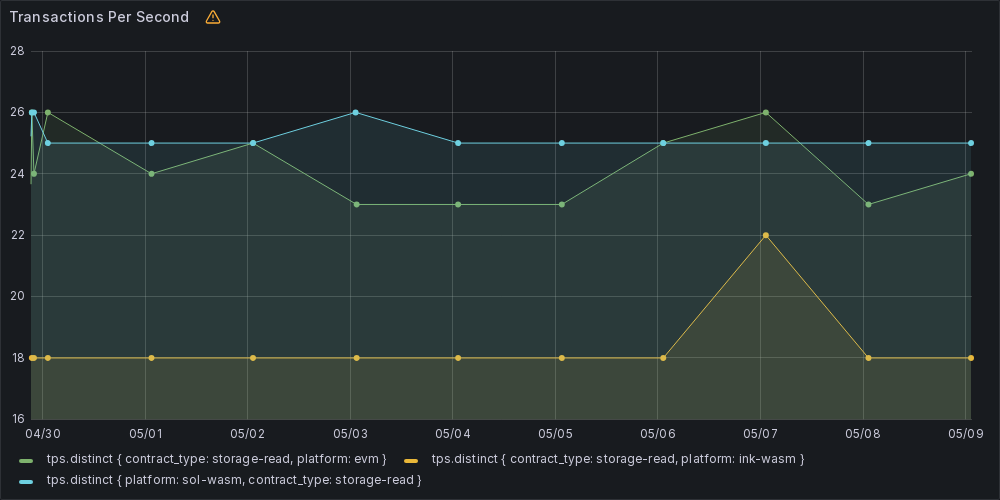 Transactions Per Second
28
26
24
22
20
18
16
04/30 05/01 05/02 05/03 05/04 05/05 05/06 05/07 05/08 05/09
tps.distinct { contract_type: storage-read, platform: evm } tps.distinct { contract_type: storage-read, platform: ink-wasm }
tps.distinct { platform: sol-wasm, contract_type: storage-read }